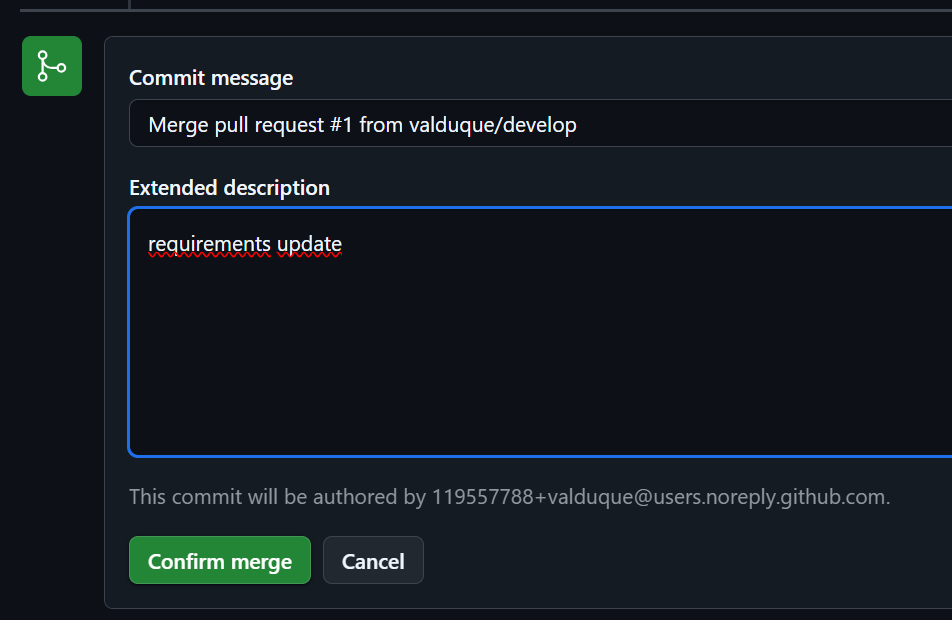 Commit message
Merge pull request #1 from valduque/develop
Extended description
requirements update
This commit will be authored by 119557788+valduque@users.noreply.github.com.
Confirm merge
Cancel